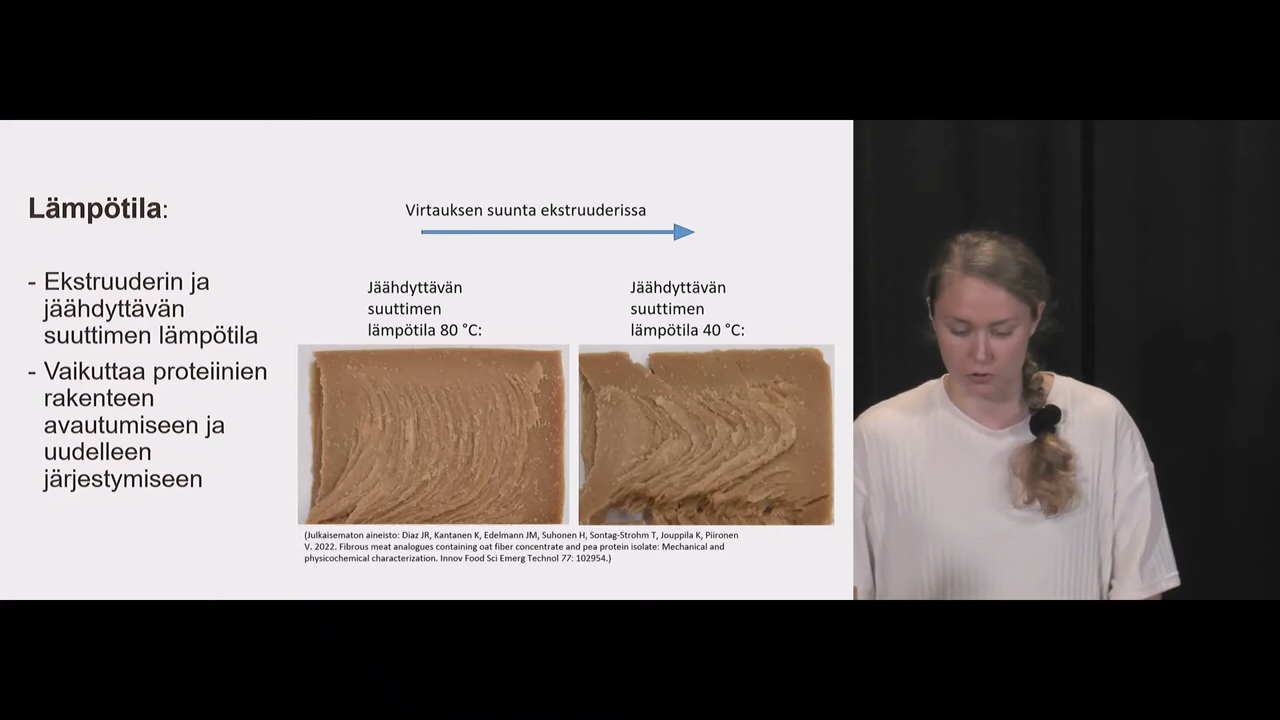 Lämpötila:
- Ekstruuderin ja
jäähdyttävän
suuttimen lämpötila
- Vaikuttaa proteiinien
rakenteen
avautumiseen ja
uudelleen
järjestymiseen
Virtauksen suunta ekstruuderissa
Jäähdyttävän
suuttimen
lämpötila 80 °C:
Jäähdyttävän
suuttimen
lämpötila 40 °C:
(Julkaisematon aineisto: Diaz JR, Kantanen K, Edelmann JM, Suhonen H, Sontag-Strohm T, Jouppila K, Piironen
V. 2022. Fibrous meat analogues containing oat fiber concentrate and pea protein isolate: Mechanical and
physicochemical characterization. Innov Food Sci Emerg Technol 77: 102954.)